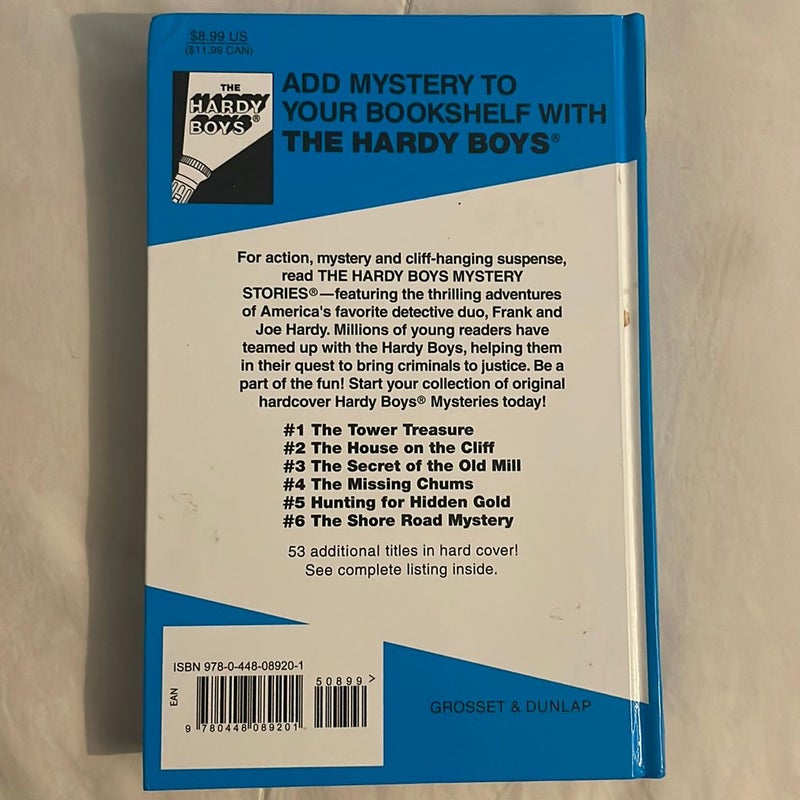 $8.99 US
($11.99 CAN)
THE
HARDY
BOYS®
ADD MYSTERY TO
YOUR BOOKSHELF WITH
THE HARDY BOYS®
For action, mystery and cliff-hanging suspense,
read THE HARDY BOYS MYSTERY
STORIES®—featuring the thrilling adventures
of America's favorite detective duo, Frank and
Joe Hardy. Millions of young readers have
teamed up with the Hardy Boys, helping them
in their quest to bring criminals to justice. Be a
part of the fun! Start your collection of original
hardcover Hardy Boys® Mysteries today!
#1 The Tower Treasure
#2 The House on the Cliff
#3 The Secret of the Old Mill
#4 The Missing Chums
#5 Hunting for Hidden Gold
#6 The Shore Road Mystery
53 additional titles in hard cover!
See complete listing inside.
ISBN 978-0-448-08920-1
50899>
EAN
9 780448 089201
GROSSET & DUNLAP